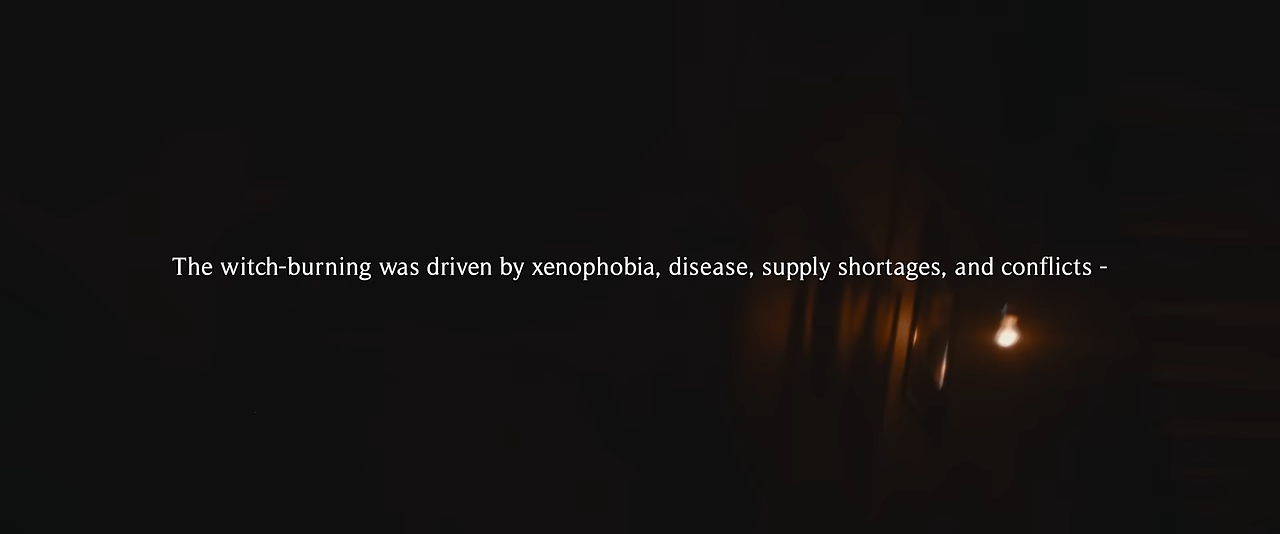 The witch-burning was driven by xenophobia, disease, supply shortages, and conflicts -